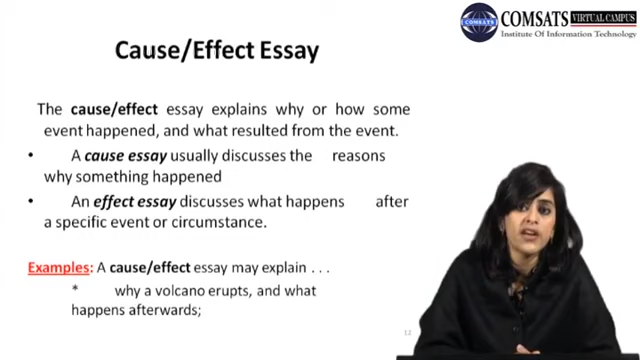 COMSATS VIRTUAL CAMPUS
Institute Of Information Technology
Cause/Effect Essay
The cause/effect essay explains why or how some
event happened, and what resulted from the event.
• A cause essay usually discusses the reasons
why something happened
• An effect essay discusses what happens after
a specific event or circumstance.
Examples: A cause/effect essay may explain . . .
* why a volcano erupts, and what
happens afterwards;
12